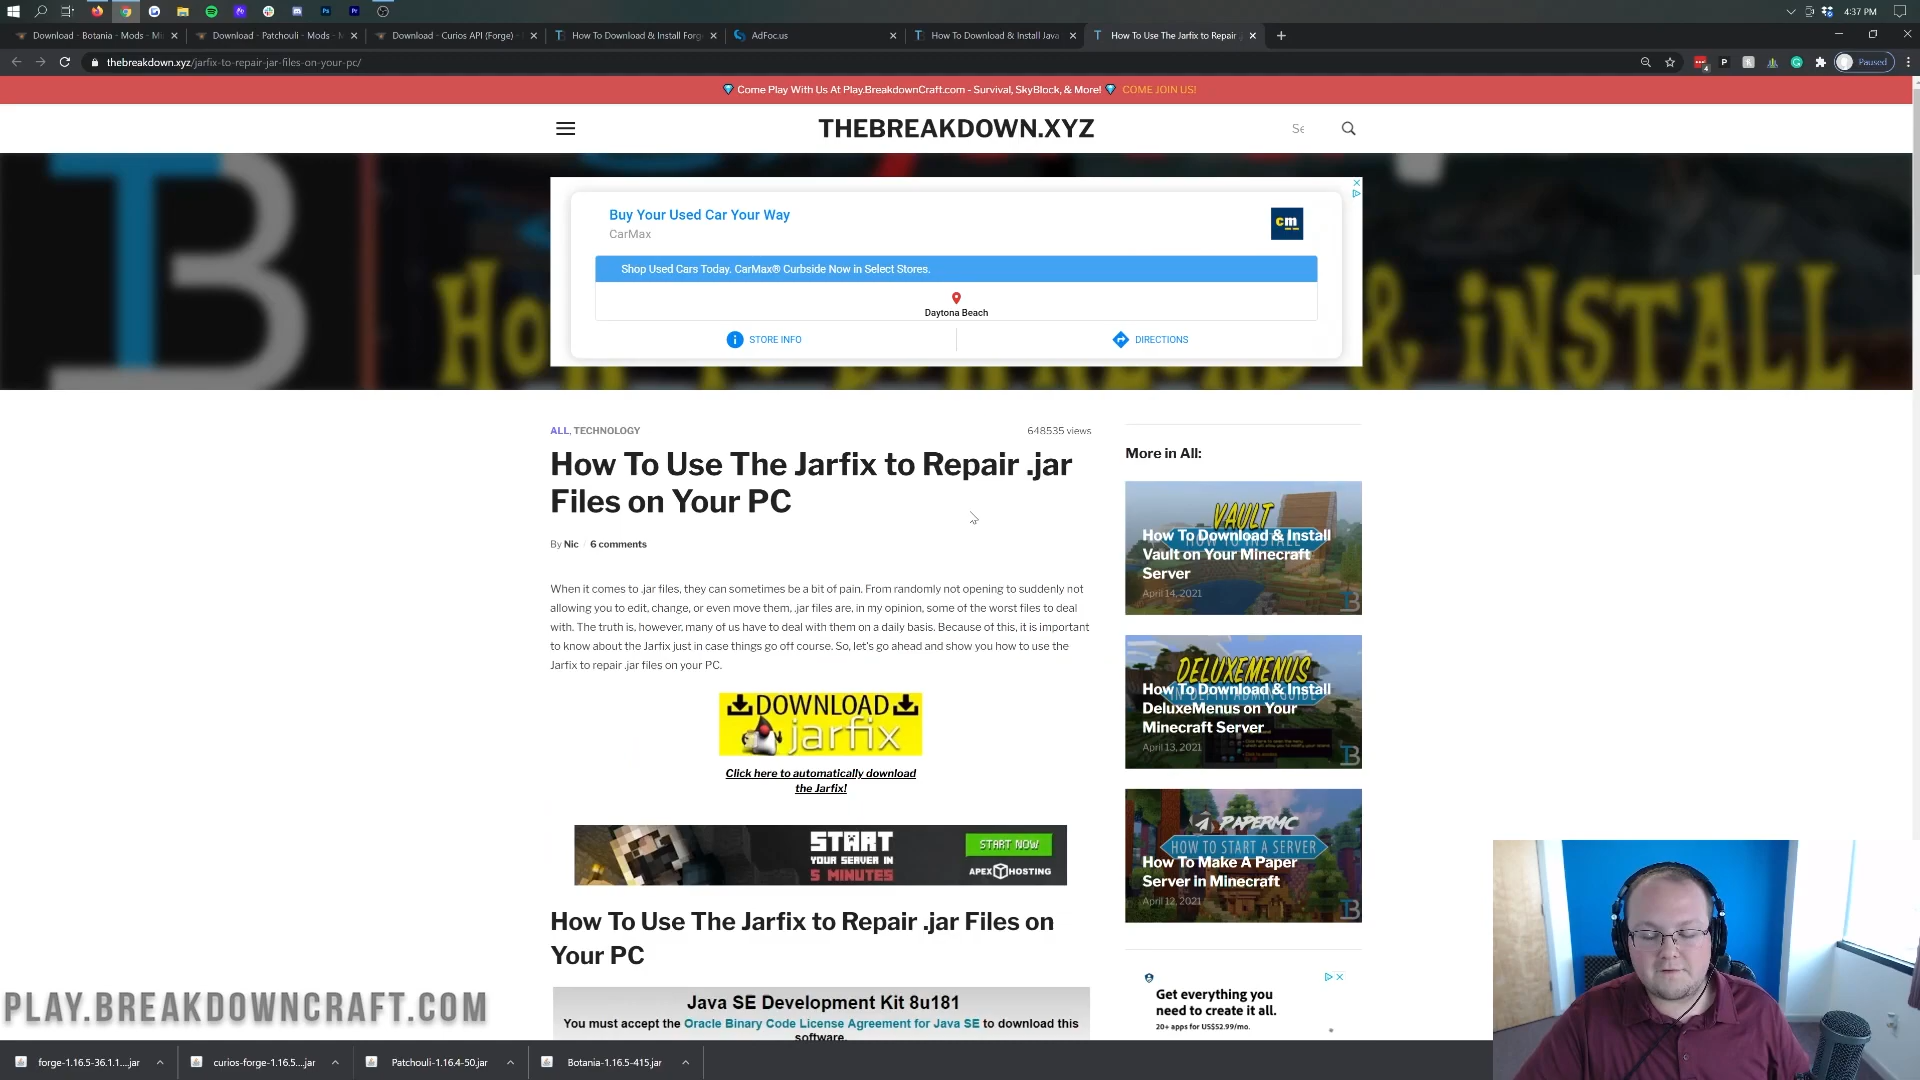 4:37 PM
Download - Botania - Mods - Mi
Download - Patchouli - Mods - M
Download - Curios API (Forge) -
How To Download & Install Forg
AdFoc.us
How To Download & Install Java
How To Use The Jarfix to Repair
thebreakdown.xyz/jarfix-to-repair-jar-files-on-your-pc/
Paused
Come Play With Us At Play.BreakdownCraft.com - Survival, SkyBlock, & More! COME JOIN US!
THEBREAKDOWN.XYZ
Se
Buy Your Used Car Your Way
CarMax
cm
Shop Used Cars Today. CarMax® Curbside Now in Select Stores.
Daytona Beach
STORE INFO
DIRECTIONS
HOW TO DOWNLOAD & INSTALL
ALL, TECHNOLOGY
648535 views
How To Use The Jarfix to Repair .jar
Files on Your PC
By Nic / 6 comments
When it comes to .jar files, they can sometimes be a bit of pain. From randomly not opening to suddenly not
allowing you to edit, change, or even move them, .jar files are, in my opinion, some of the worst files to deal
with. The truth is, however, many of us have to deal with them on a daily basis. Because of this, it is important
to know about the Jarfix just in case things go off course. So, let's go ahead and show you how to use the
Jarfix to repair .jar files on your PC.
DOWNLOAD
jarfix
Click here to automatically download
the Jarfix!
START
YOUR SERVER IN
5 MINUTES
START NOW
APEX HOSTING
How To Use The Jarfix to Repair .jar Files on
Your PC
Java SE Development Kit 8u181
You must accept the Oracle Binary Code License Agreement for Java SE to download this
software.
More in All:
VAULT
HOW TO INSTALL
How To Download & Install
Vault on Your Minecraft
Server
April 14, 2021
DELUXEMENUS
IN-DEPTH ADMIN GUIDE
How To Download & Install
DeluxeMenus on Your
Minecraft Server
April 13, 2021
PAPERMC
HOW TO START A SERVER
How To Make A Paper
Server in Minecraft
April 12, 2021
Get everything you
need to create it all.
20+ apps for US$52.99/mo.
PLAY.BREAKDOWNCRAFT.COM
forge-1.16.5-36.1.1....jar
curios-forge-1.16.5....jar
Patchouli-1.16.4-50.jar
Botania-1.16.5-415.jar